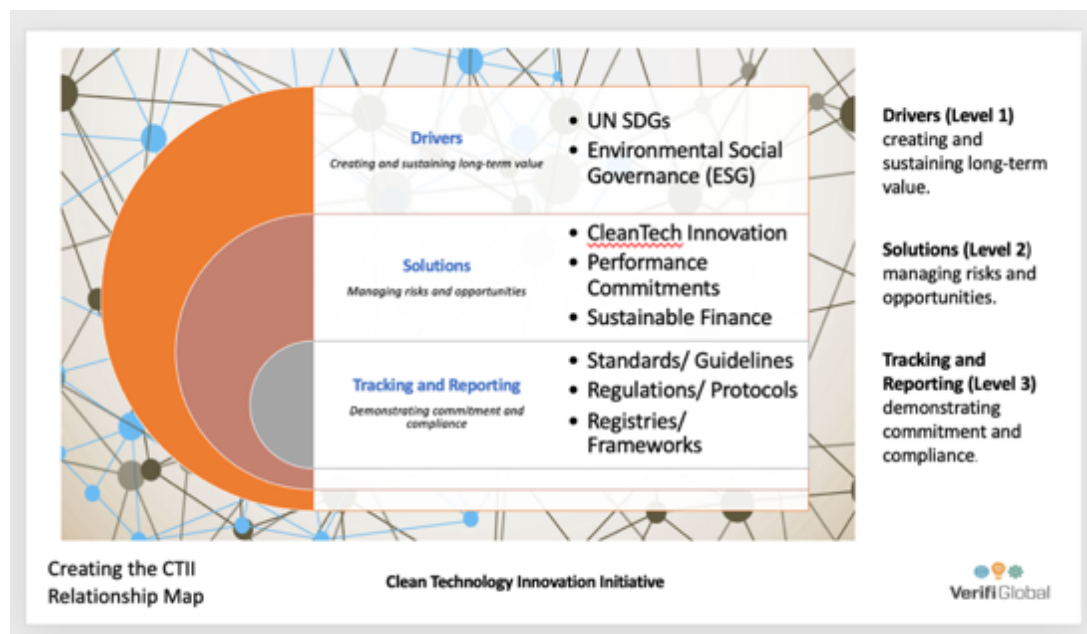 Drivers
Creating and sustaining long-term value
• UN SDGs
• Environmental Social
Governance (ESG)
Solutions
Managing risks and opportunities
• CleanTech Innovation
• Performance
Commitments
• Sustainable Finance
Tracking and Reporting
Demonstrating commitment and
compliance
• Standards/ Guidelines
• Regulations/ Protocols
• Registries/
Frameworks
Drivers (Level 1)
creating and
sustaining long-term
value.
Solutions (Level 2)
managing risks and
opportunities.
Tracking and
Reporting (Level 3)
demonstrating
commitment and
compliance.
Creating the CTII
Relationship Map
Clean Technology Innovation Initiative
VerifiGlobal